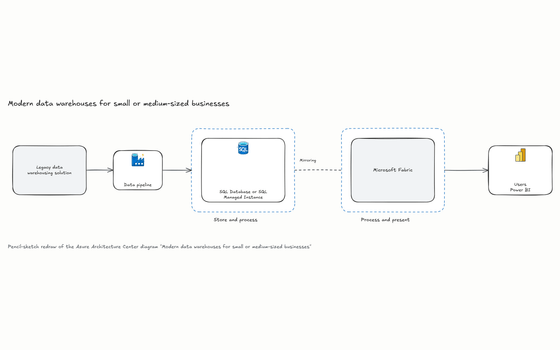 Modern data warehouses for small or medium-sized businesses
Legacy data
warehousing solution
Data pipeline
SQL
SQL Database or SQL
Managed Instance
Store and process
Mirroring
Microsoft Fabric
Process and present
Users
Power BI
Pencil-sketch redraw of the Azure Architecture Center diagram "Modern data warehouses for small or medium-sized businesses"